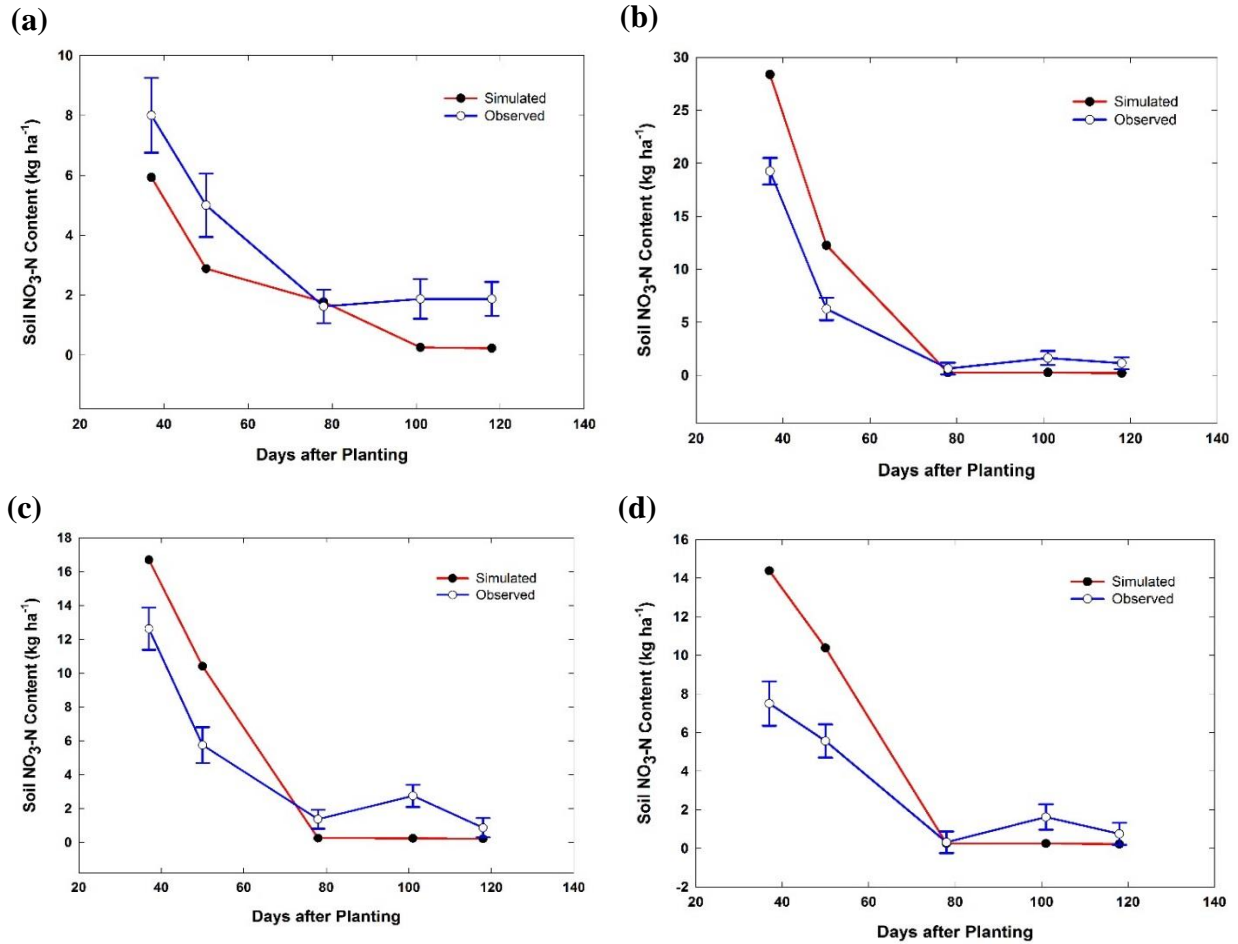 (a)
10
8
6
4
2
0
Soil NO3-N Content (kg ha-1)
Simulated
Observed
20 40 60 80 100 120 140
Days after Planting
(b)
30
25
20
15
10
5
0
Soil NO3-N Content (kg ha-1)
Simulated
Observed
20 40 60 80 100 120 140
Days after Planting
(c)
18
16
14
12
10
8
6
4
2
0
Soil NO3-N Content (kg ha-1)
Simulated
Observed
20 40 60 80 100 120 140
Days after Planting
(d)
16
14
12
10
8
6
4
2
0
-2
Soil NO3-N Content (kg ha-1)
Simulated
Observed
20 40 60 80 100 120 140
Days after Planting